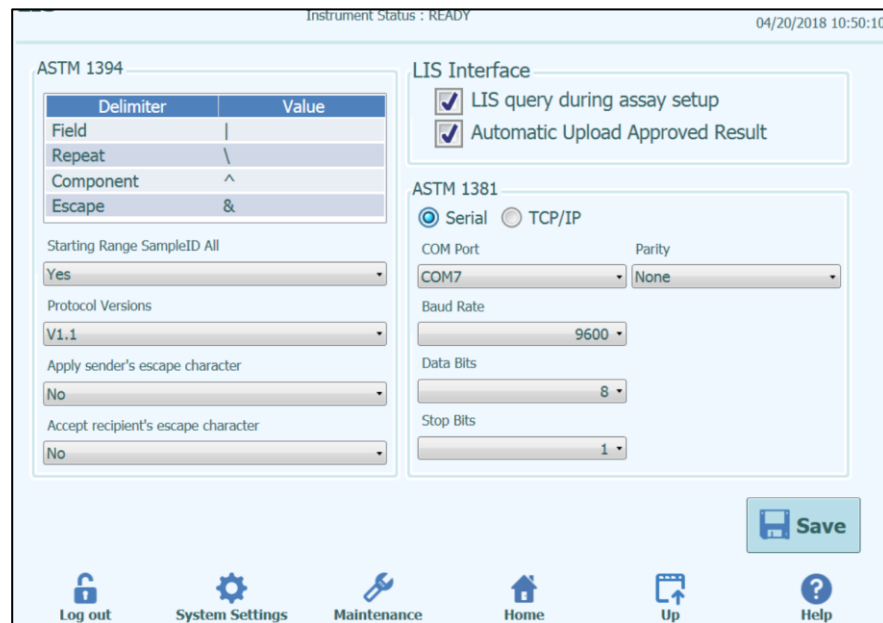 Instrument Status : READY
04/20/2018 10:50:10
ASTM 1394
Delimiter Value
Field |
Repeat \
Component ^
Escape &
Starting Range SampleID All
Yes
Protocol Versions
V1.1
Apply sender's escape character
No
Accept recipient's escape character
No
LIS Interface
LIS query during assay setup
Automatic Upload Approved Result
ASTM 1381
Serial TCP/IP
COM Port Parity
COM7 None
Baud Rate
9600
Data Bits
8
Stop Bits
1
Save
Log out System Settings Maintenance Home Up Help